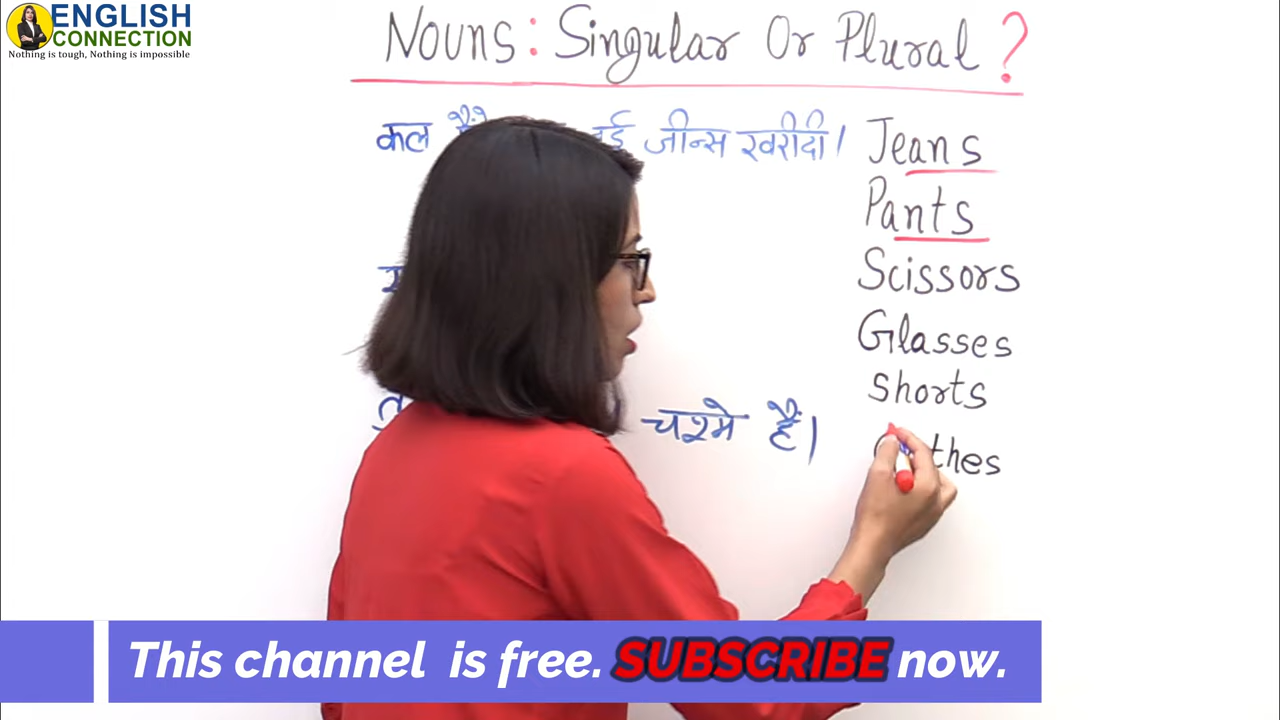 ENGLISH
CONNECTION
Nothing is tough, Nothing is impossible
Nouns: Singular Or Plural ?
कल नई जीन्स खरीदी।
Jeans
Pants
Scissors
Glasses
Shorts
चश्मे हैं।
This channel is free. SUBSCRIBE now.